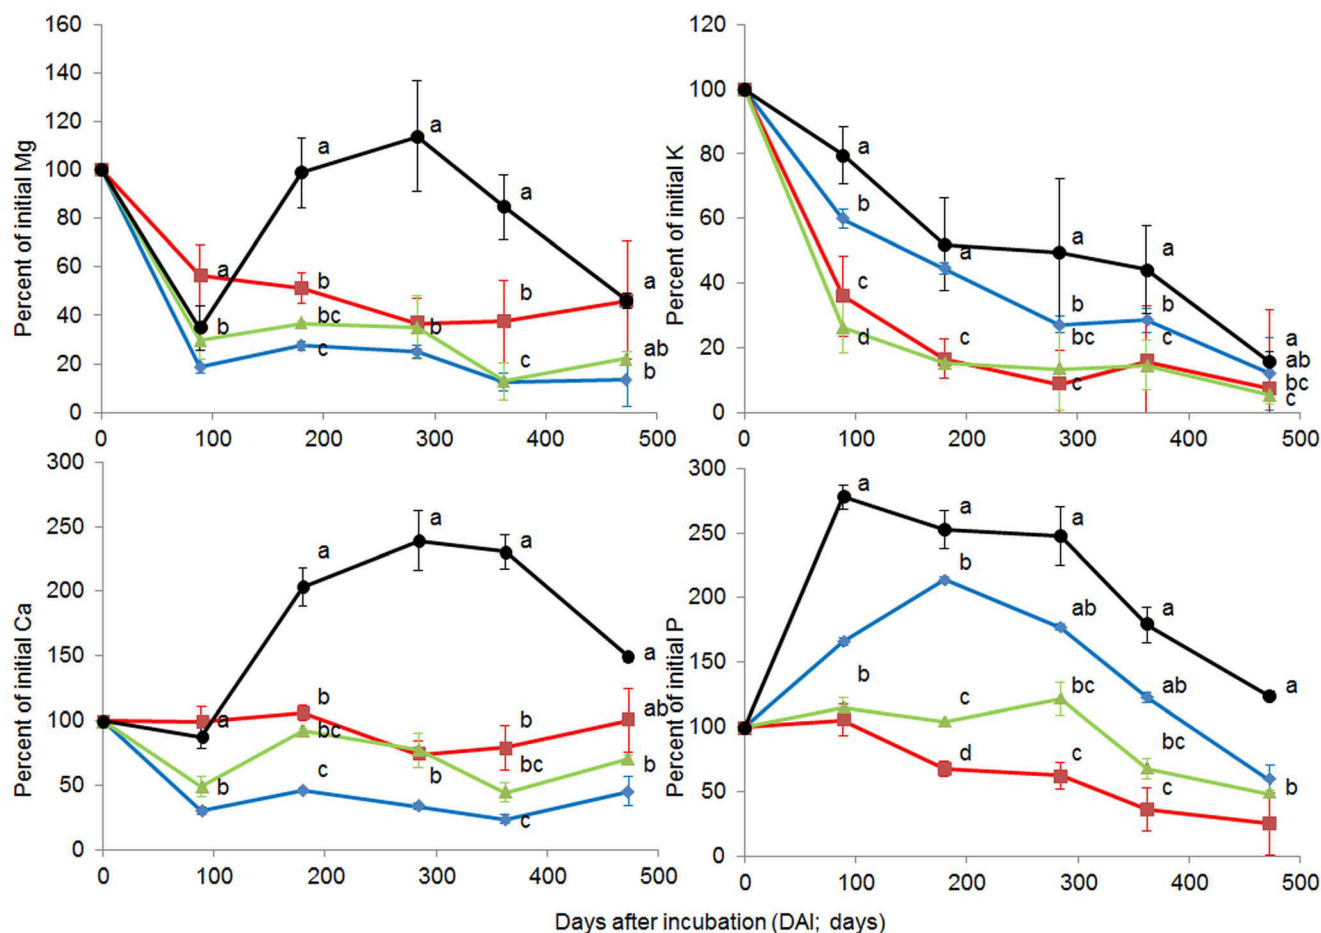 Percent of initial Mg
160
140
120
100
80
60
40
20
0
0 100 200 300 400 500
a
b
a
b
bc
c
a
b
a
b
c
a
ab
b
Percent of initial K
120
100
80
60
40
20
0
0 100 200 300 400 500
a
b
c
d
a
c
a
b
bc
c
a
b
c
a
ab
bc
c
Percent of initial Ca
300
250
200
150
100
50
0
0 100 200 300 400 500
a
b
a
b
bc
c
a
b
a
b
bc
c
a
ab
b
Percent of initial P
300
250
200
150
100
50
0
0 100 200 300 400 500
a
b
a
b
c
d
a
ab
bc
c
a
ab
bc
c
a
b
Days after incubation (DAI; days)